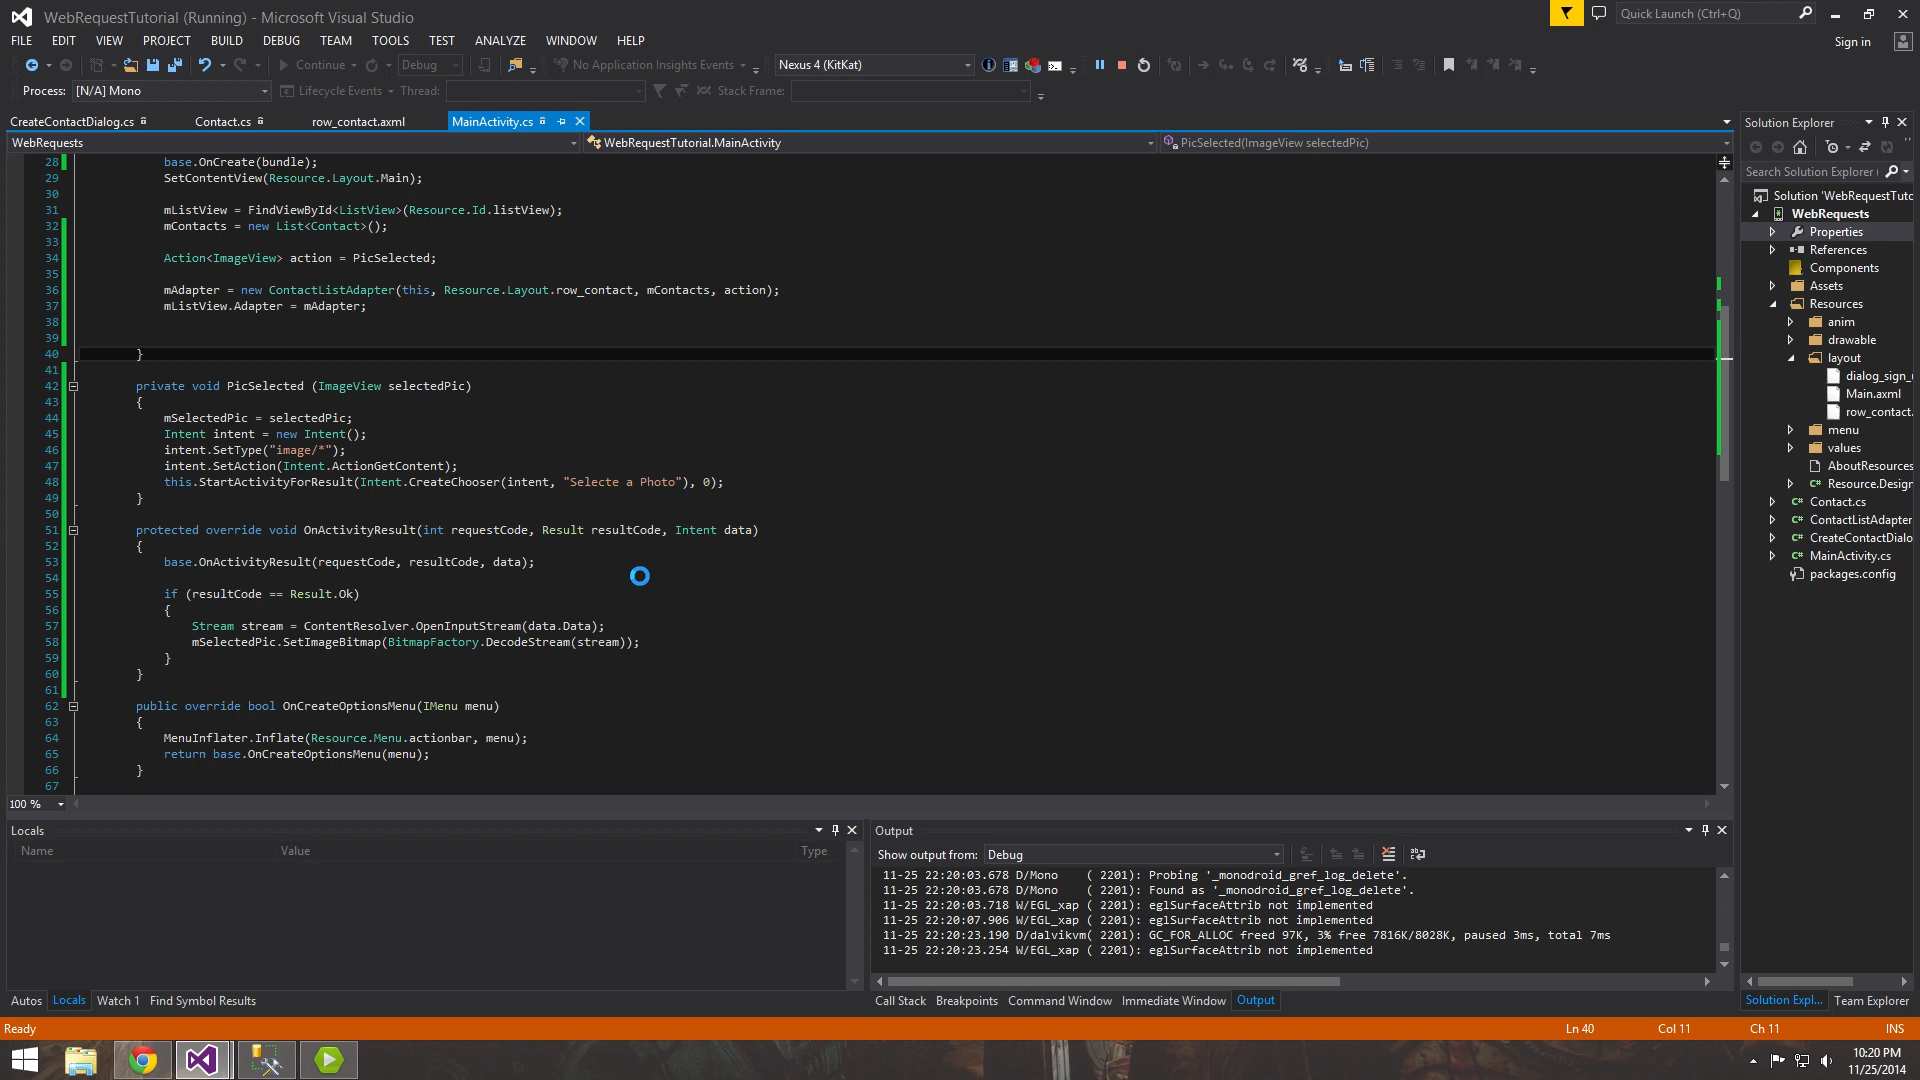 WebRequestTutorial (Running) - Microsoft Visual Studio
Quick Launch (Ctrl+Q)
FILE EDIT VIEW PROJECT BUILD DEBUG TEAM TOOLS TEST ANALYZE WINDOW HELP
Sign in
Continue Debug No Application Insights Events Nexus 4 (KitKat)
Process: [N/A] Mono Lifecycle Events Thread: Stack Frame:
CreateContactDialog.cs Contact.cs row_contact.axml MainActivity.cs
WebRequests WebRequestTutorial.MainActivity PicSelected(ImageView selectedPic)
28 base.OnCreate(bundle);
29 SetContentView(Resource.Layout.Main);
30
31 mListView = FindViewById<ListView>(Resource.Id.listView);
32 mContacts = new List<Contact>();
33
34 Action<ImageView> action = PicSelected;
35
36 mAdapter = new ContactListAdapter(this, Resource.Layout.row_contact, mContacts, action);
37 mListView.Adapter = mAdapter;
38
39
40 }
41
42 private void PicSelected (ImageView selectedPic)
43 {
44 mSelectedPic = selectedPic;
45 Intent intent = new Intent();
46 intent.SetType("image/*");
47 intent.SetAction(Intent.ActionGetContent);
48 this.StartActivityForResult(Intent.CreateChooser(intent, "Selecte a Photo"), 0);
49 }
50
51 protected override void OnActivityResult(int requestCode, Result resultCode, Intent data)
52 {
53 base.OnActivityResult(requestCode, resultCode, data);
54
55 if (resultCode == Result.Ok)
56 {
57 Stream stream = ContentResolver.OpenInputStream(data.Data);
58 mSelectedPic.SetImageBitmap(BitmapFactory.DecodeStream(stream));
59 }
60 }
61
62 public override bool OnCreateOptionsMenu(IMenu menu)
63 {
64 MenuInflater.Inflate(Resource.Menu.actionbar, menu);
65 return base.OnCreateOptionsMenu(menu);
66 }
67
100 %
Solution Explorer
Search Solution Explorer
Solution 'WebRequestTuto
WebRequests
Properties
References
Components
Assets
Resources
anim
drawable
layout
dialog_sign_
Main.axml
row_contact.
menu
values
AboutResources
C# Resource.Design
C# Contact.cs
C# ContactListAdapter
C# CreateContactDialo
C# MainActivity.cs
packages.config
Solution Expl... Team Explorer
Locals
Name Value Type
Autos Locals Watch 1 Find Symbol Results
Output
Show output from: Debug
11-25 22:20:03.678 D/Mono ( 2201): Probing '_monodroid_gref_log_delete'.
11-25 22:20:03.678 D/Mono ( 2201): Found as '_monodroid_gref_log_delete'.
11-25 22:20:03.718 W/EGL_xap ( 2201): eglSurfaceAttrib not implemented
11-25 22:20:07.906 W/EGL_xap ( 2201): eglSurfaceAttrib not implemented
11-25 22:20:23.190 D/dalvikvm( 2201): GC_FOR_ALLOC freed 97K, 3% free 7816K/8028K, paused 3ms, total 7ms
11-25 22:20:23.254 W/EGL_xap ( 2201): eglSurfaceAttrib not implemented
Call Stack Breakpoints Command Window Immediate Window Output
Ready Ln 40 Col 11 Ch 11 INS
10:20 PM
11/25/2014